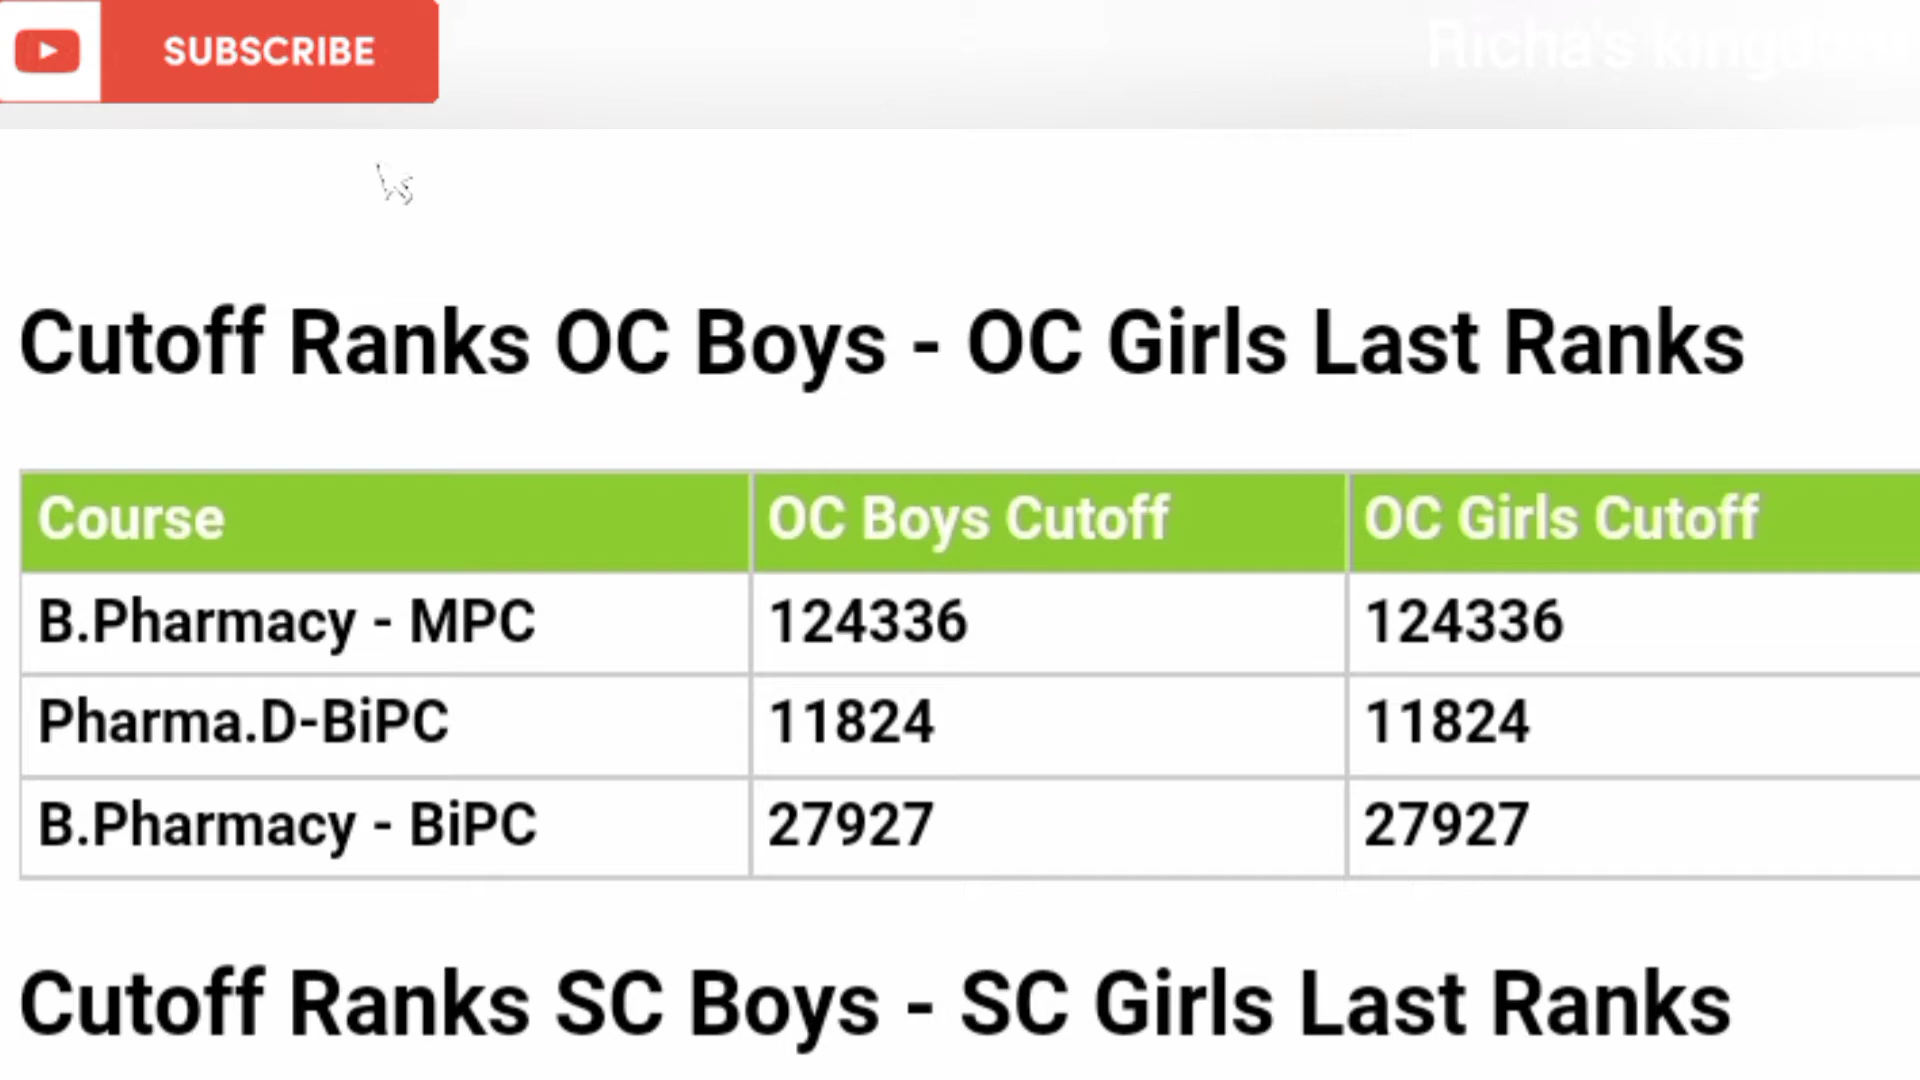 SUBSCRIBE
Richa's
Cutoff Ranks OC Boys - OC Girls Last Ranks
Course OC Boys Cutoff OC Girls Cutoff
B.Pharmacy - MPC 124336 124336
Pharma.D-BiPC 11824 11824
B.Pharmacy - BiPC 27927 27927
Cutoff Ranks SC Boys - SC Girls Last Ranks